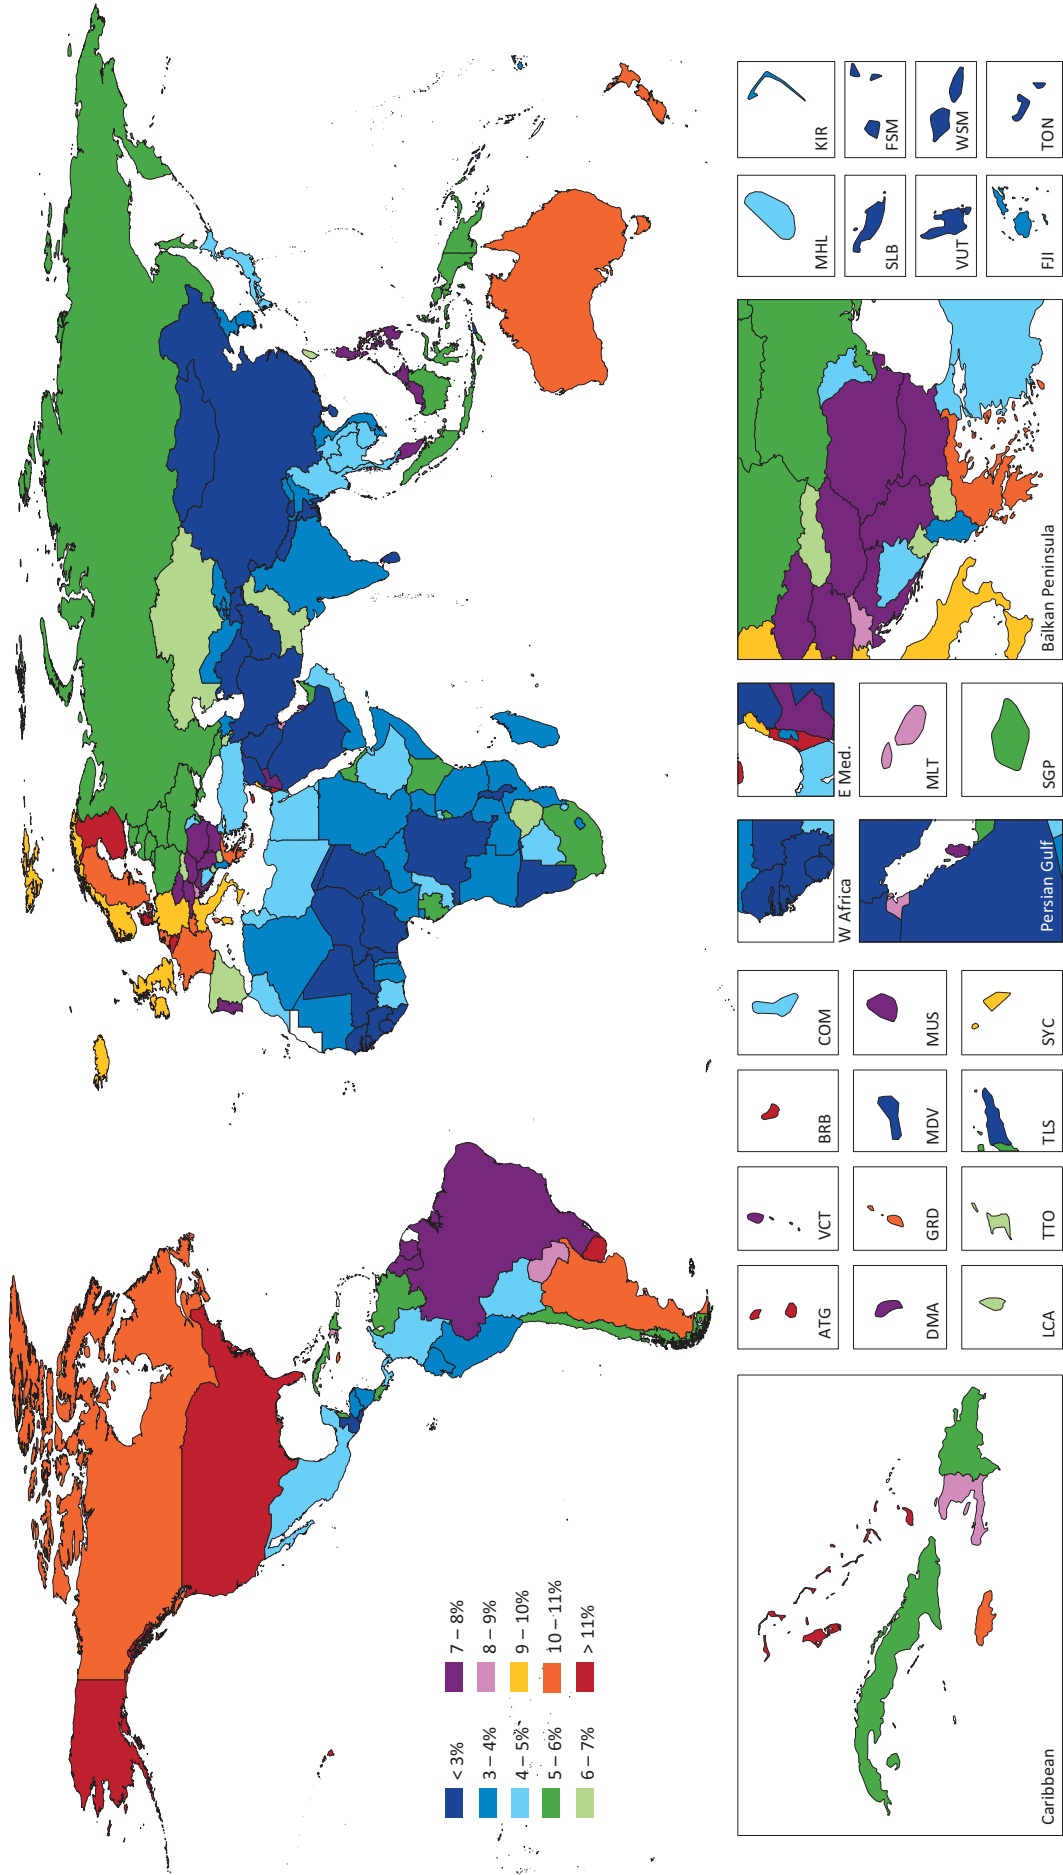 <3%
3 – 4%
4 – 5%
5 – 6%
6 – 7%
7 – 8%
8 – 9%
9 – 10%
10 – 11%
> 11%
Caribbean
ATG
VCT
BRB
COM
W Africa
E Med.
DMA
GRD
MDV
MUS
MLT
LCA
TTO
TLS
SYC
Persian Gulf
SGP
Balkan Peninsula
MHL
KIR
SLB
FSM
VUT
WSM
FJI
TON